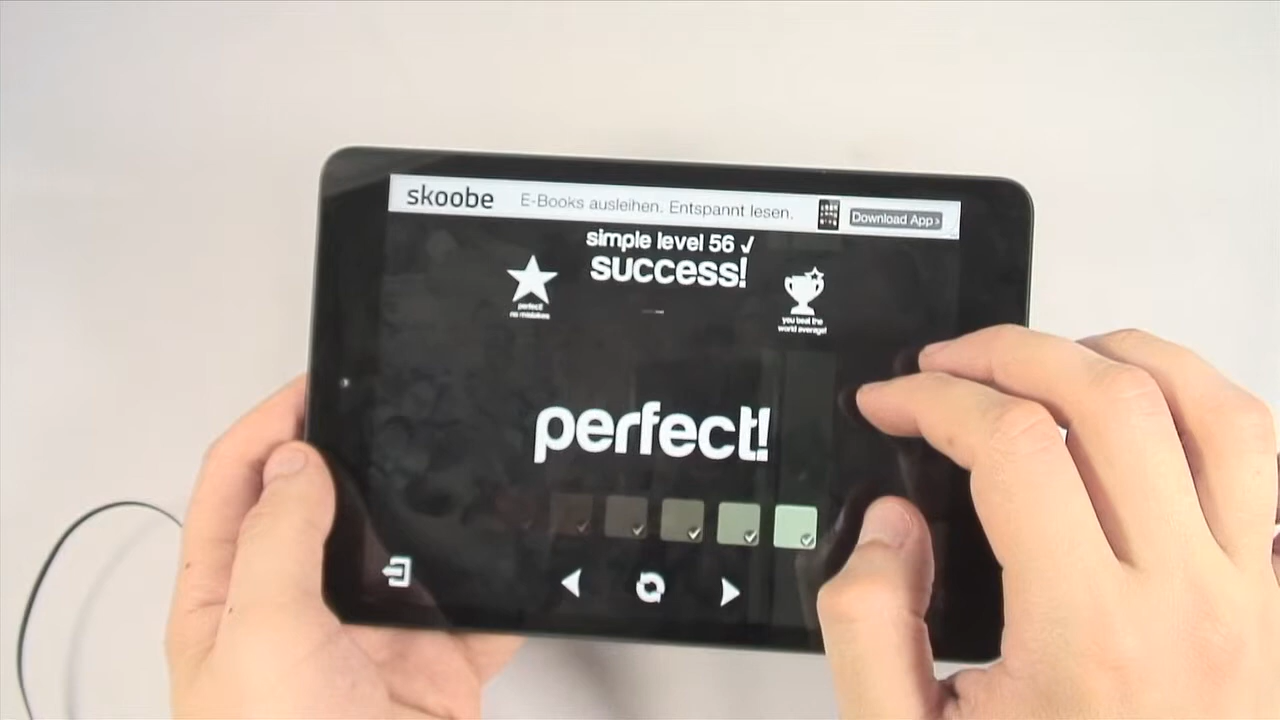 skoobe E-Books ausleihen. Entspannt lesen. Download App>
simple level 56 ✓
success!
perfect!
no mistakes
you beat the
world average!
perfect!